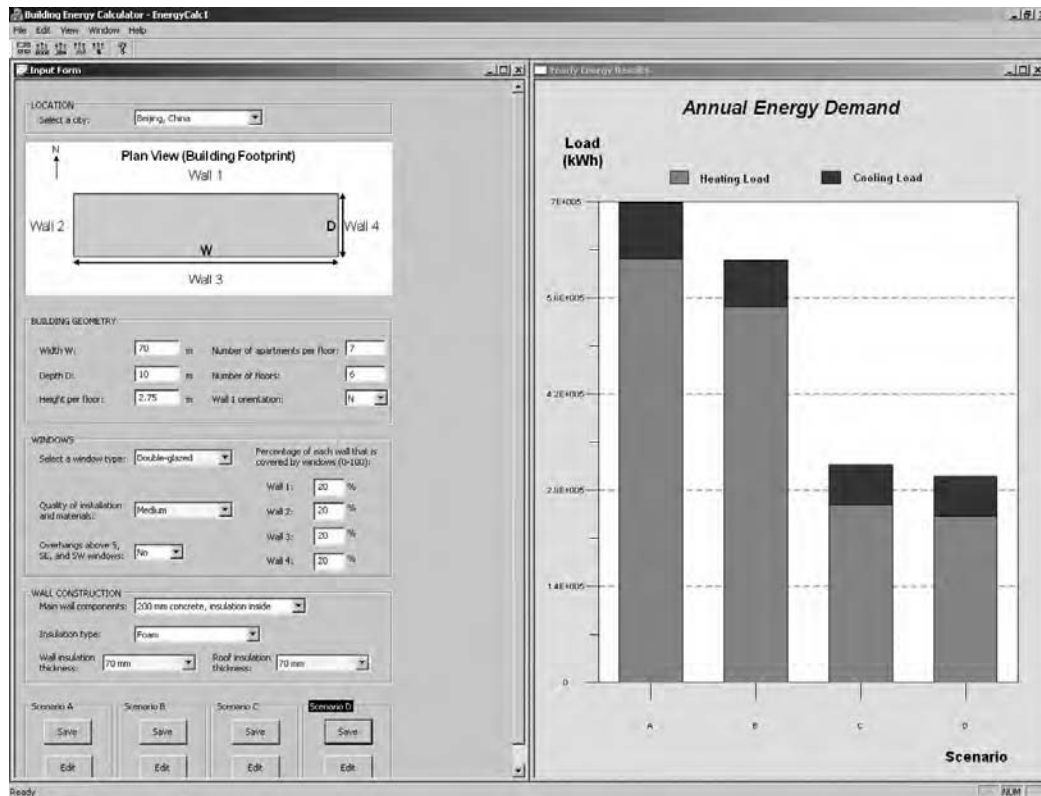 Building Energy Calculator - EnergyCalc1
File Edit View Window Help
Input Form
LOCATION
Select a city: Beijing, China
N
Plan View (Building Footprint)
Wall 1
Wall 2
D Wall 4
W
Wall 3
BUILDING GEOMETRY
Width W: 70 m Number of apartments per floor: 7
Depth D: 10 m Number of floors: 6
Height per floor: 2.75 m Wall 1 orientation: N
WINDOWS
Select a window type: Double-glazed
Percentage of each wall that is
covered by windows (0-100):
Wall 1: 20 %
Quality of installation
and materials: Medium
Wall 2: 20 %
Wall 3: 20 %
Overhangs above S,
SE, and SW windows: No
Wall 4: 20 %
WALL CONSTRUCTION
Main wall components: 200 mm concrete, insulation inside
Insulation type: Foam
Wall insulation
thickness: 70 mm
Roof insulation
thickness: 70 mm
Scenario A Scenario B Scenario C Scenario D
Save Save Save Save
Edit Edit Edit Edit
Ready
NUM
Yearly Energy Results
Annual Energy Demand
Load
(kWh)
Heating Load Cooling Load
7E+005
5.6E+005
4.2E+005
2.8E+005
1.4E+005
0
A B C D
Scenario